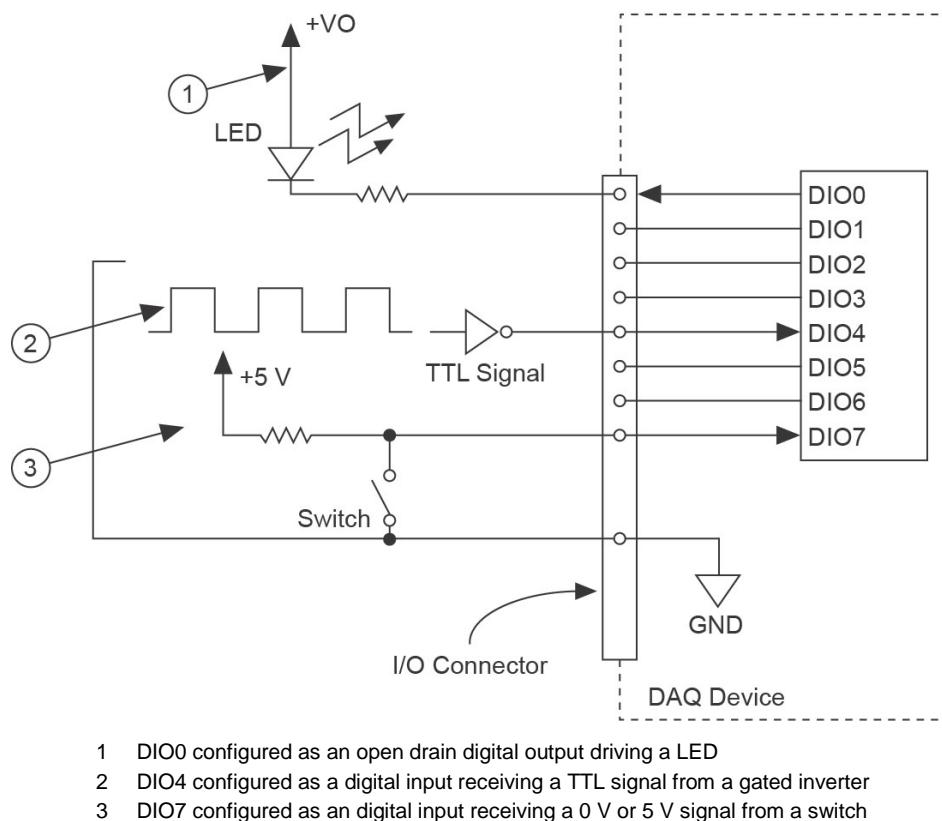 +VO
1
LED
DIO0
DIO1
DIO2
DIO3
2
DIO4
TTL Signal
+5 V
DIO5
DIO6
DIO7
3
Switch
GND
I/O Connector
DAQ Device
1 DIO0 configured as an open drain digital output driving a LED
2 DIO4 configured as a digital input receiving a TTL signal from a gated inverter
3 DIO7 configured as an digital input receiving a 0 V or 5 V signal from a switch